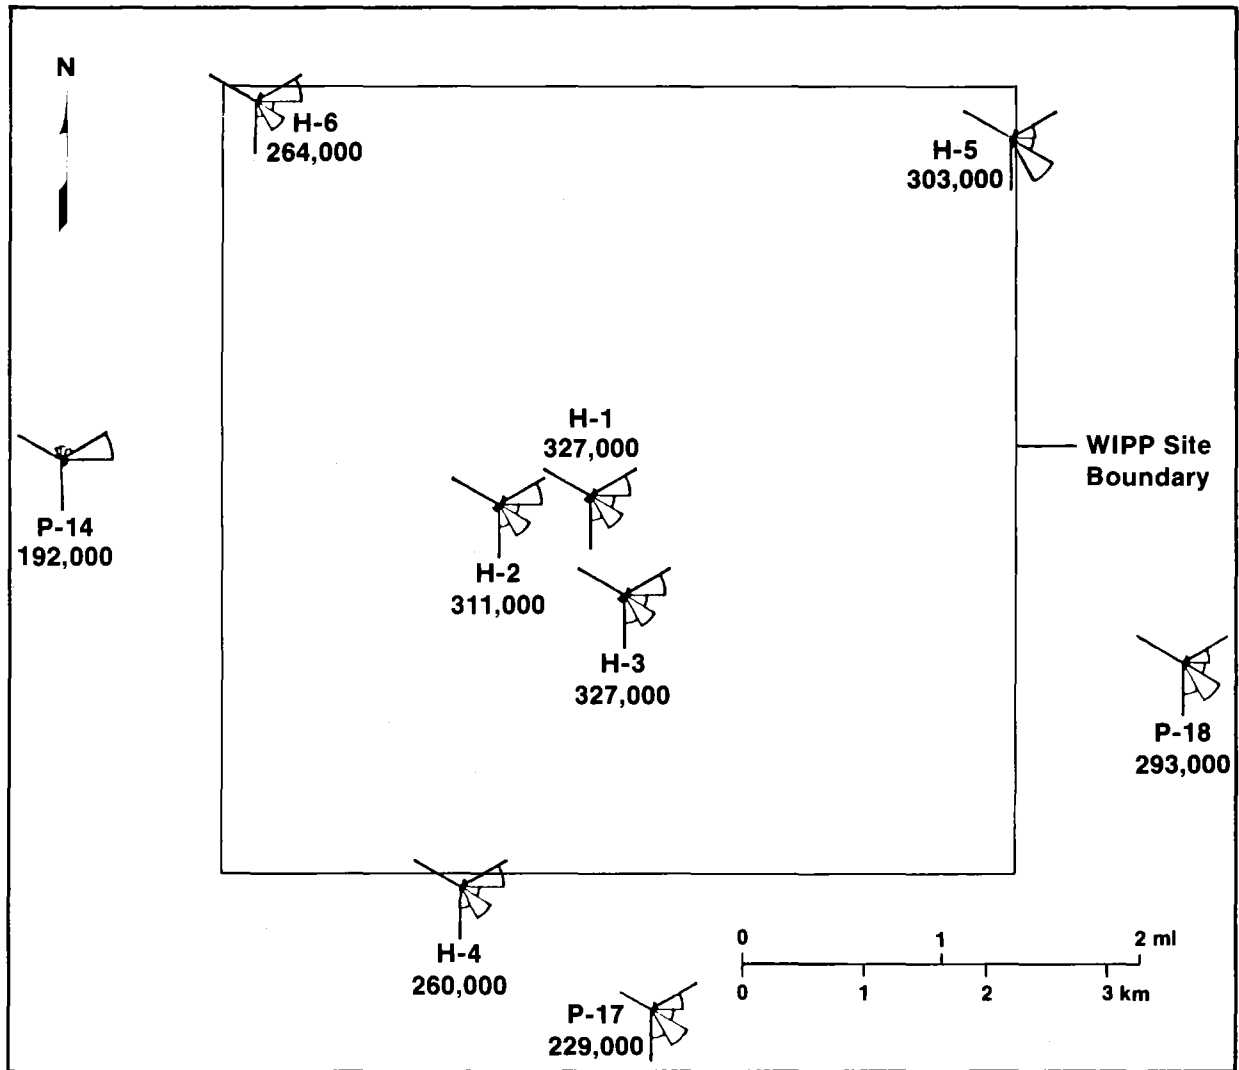 N
H-6
264,000
H-5
303,000
H-1
327,000
WIPP Site
Boundary
P-14
192,000
H-2
311,000
H-3
327,000
P-18
293,000
H-4
260,000
0 1 2 mi
0 1 2 3 km
P-17
229,000